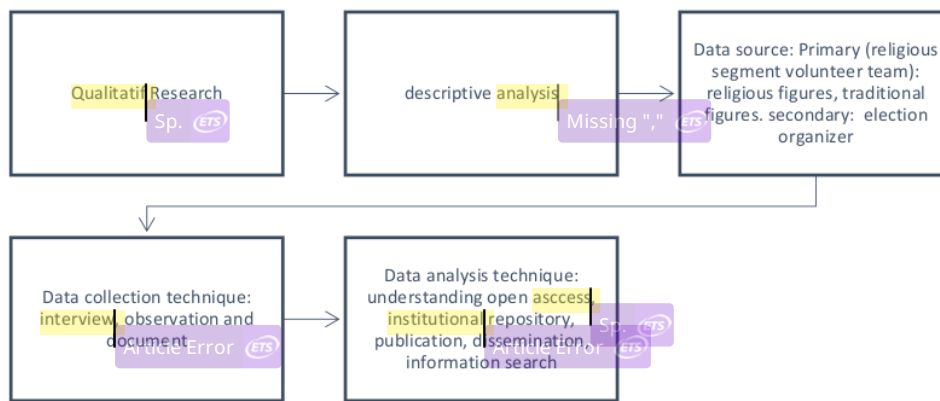 Qualitatif Research
Sp. ETS
descriptive analysis
Missing "," ETS
Data source: Primary (religious
segment volunteer team):
religious figures, traditional
figures. secondary: election
organizer
Data collection technique:
interview, observation and
document
Article Error ETS
Data analysis technique:
understanding open asccess,
institutional repository,
Sp. ETS
publication, dissemination,
Article Error ETS
information search